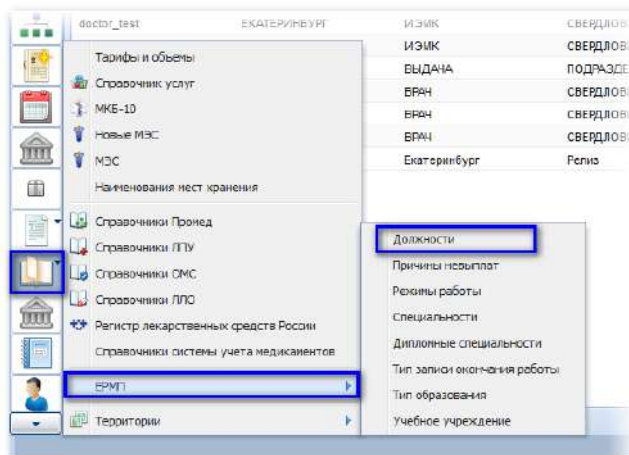 doctor_test ЕКАТЕРИНБУРГ ИЭМК СВЕРДЛОВ
ИЭМК СВЕРДЛОВ
ВЫДАЧА ПОДРАЗДЕ
ВРАЧ СВЕРДЛОВ
ВРАЧ СВЕРДЛОВ
ВРАЧ СВЕРДЛОВ
Екатеринбург Релиз
Тарифы и объемы
Справочник услуг
МКБ-10
Новые МЭС
МЭС
Наименования мест хранения
Справочники Промед
Справочники ЛПУ
Справочники ОМС
Справочники ЛЛО
Регистр лекарственных средств России
Справочники системы учета медикаментов
ЕРМП
Территории
Должности
Причины невыплат
Режимы работы
Специальности
Дипломные специальности
Тип записи окончания работы
Тип образования
Учебное учреждение